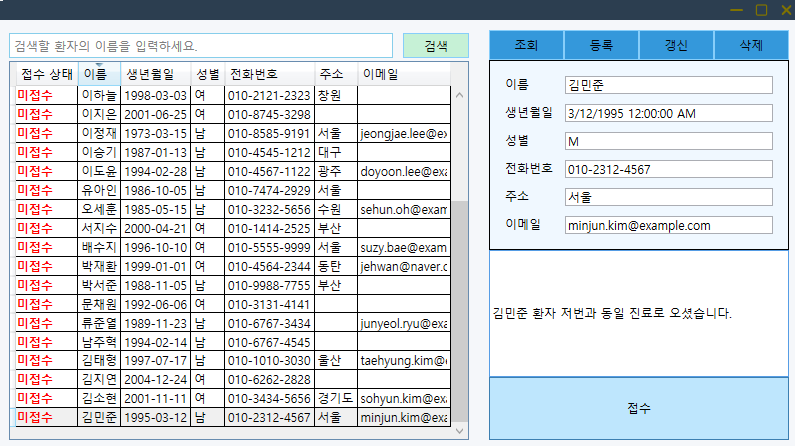 검색할 환자의 이름을 입력하세요. 검색
접수 상태 이름 생년월일 성별 전화번호 주소 이메일
미접수 이하늘 1998-03-03 여 010-2121-2323 창원
미접수 이지은 2001-06-25 여 010-8745-3298
미접수 이정재 1973-03-15 남 010-8585-9191 서울 jeongjae.lee@ex
미접수 이승기 1987-01-13 남 010-4545-1212 대구
미접수 이도윤 1994-02-28 남 010-4567-1122 광주 doyoon.lee@exa
미접수 유아인 1986-10-05 남 010-7474-2929 서울
미접수 오세훈 1985-05-15 남 010-3232-5656 수원 sehun.oh@exam
미접수 서지수 2000-04-21 여 010-1414-2525 부산
미접수 배수지 1996-10-10 여 010-5555-9999 서울 suzy.bae@exam
미접수 박재환 1999-01-01 여 010-4564-2344 동탄 jehwan@naver.c
미접수 박서준 1988-11-05 남 010-9988-7755 부산
미접수 문채원 1992-06-06 여 010-3131-4141
미접수 류준열 1989-11-23 남 010-6767-3434 junyeol.ryu@exa
미접수 남주혁 1994-02-14 남 010-6767-4545
미접수 김태형 1997-07-17 남 010-1010-3030 울산 taehyung.kim@e
미접수 김지연 2004-12-24 여 010-6262-2828
미접수 김소현 2001-11-11 여 010-3434-5656 경기도 sohyun.kim@exa
미접수 김민준 1995-03-12 남 010-2312-4567 서울 minjun.kim@exa
조회 등록 갱신 삭제
이름 김민준
생년월일 3/12/1995 12:00:00 AM
성별 M
전화번호 010-2312-4567
주소 서울
이메일 minjun.kim@example.com
김민준 환자 저번과 동일 진료로 오셨습니다.
접수